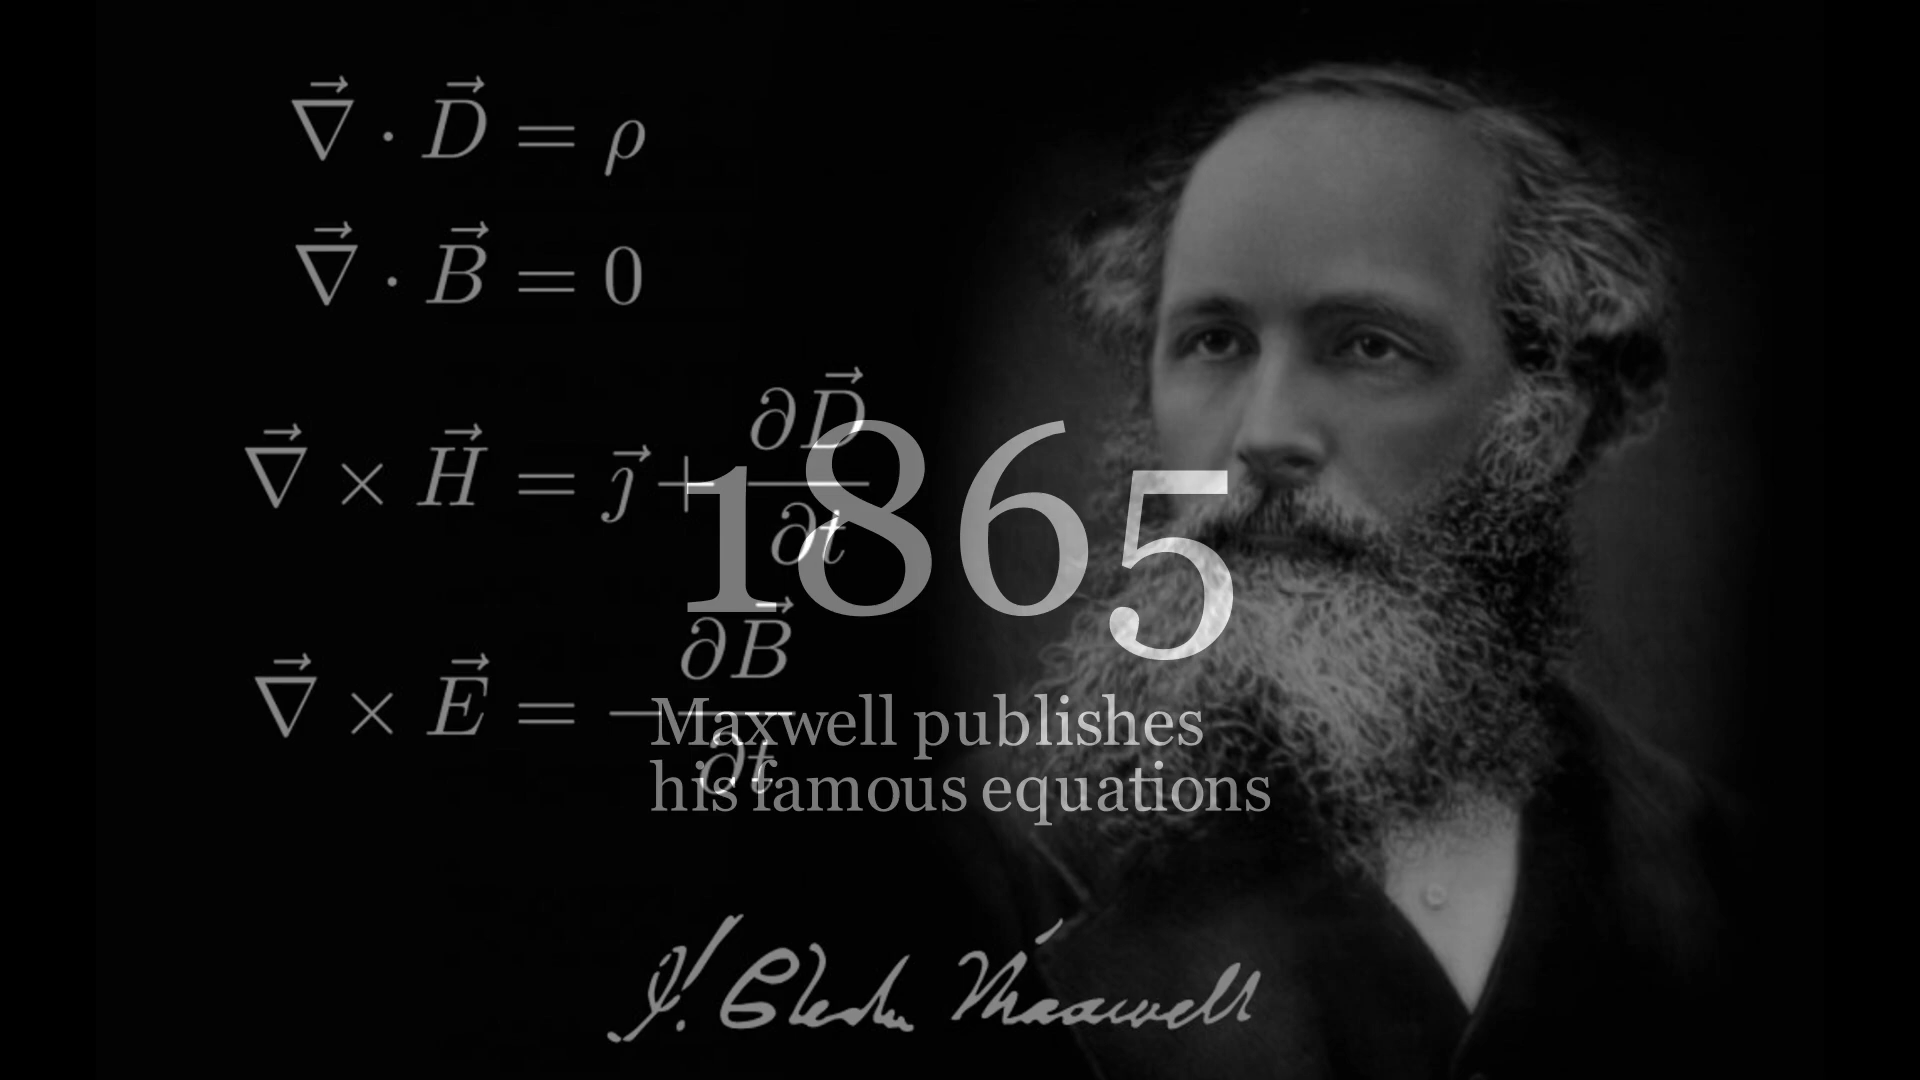 ∇⃗ · D⃗ = ρ
∇⃗ · B⃗ = 0
∇⃗ × H⃗ = ȷ⃗ + ∂D⃗/∂t
∇⃗ × E⃗ = −∂B⃗/∂t
1865
Maxwell publishes
his famous equations
J. Clerk Maxwell